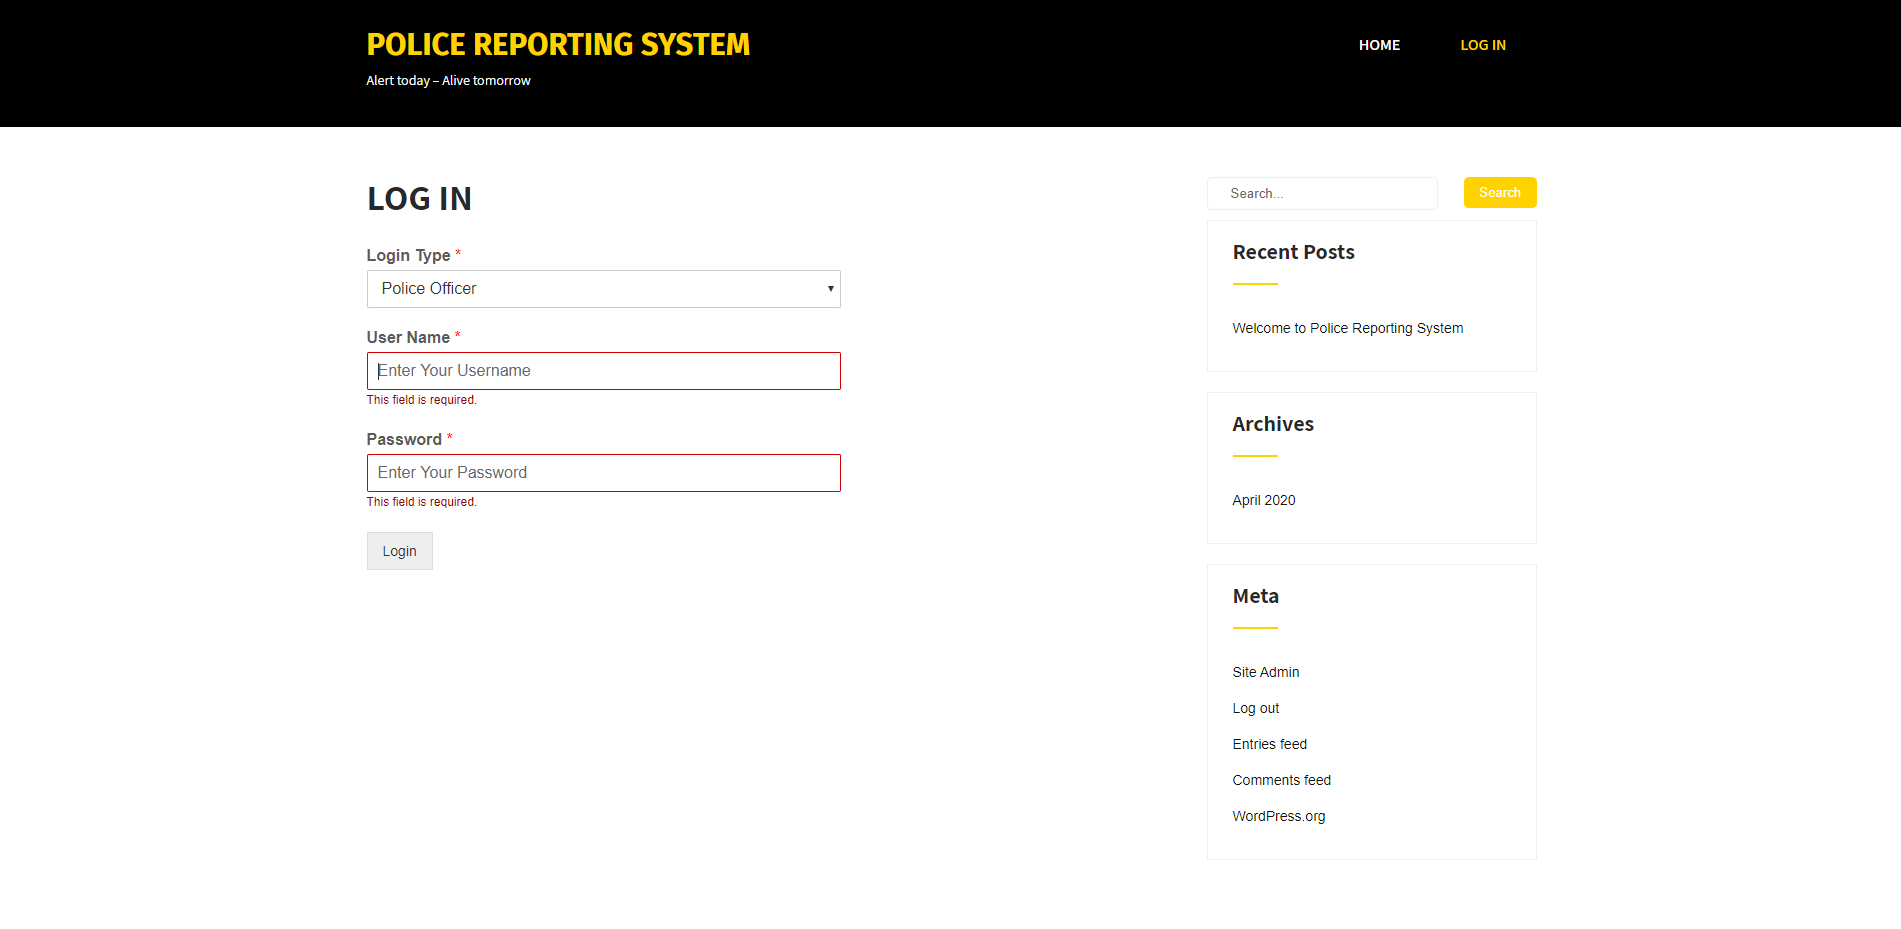 POLICE REPORTING SYSTEM
Alert today – Alive tomorrow
HOME
LOG IN
LOG IN
Login Type *
Police Officer
User Name *
Enter Your Username
This field is required.
Password *
Enter Your Password
This field is required.
Login
Search...
Search
Recent Posts
Welcome to Police Reporting System
Archives
April 2020
Meta
Site Admin
Log out
Entries feed
Comments feed
WordPress.org